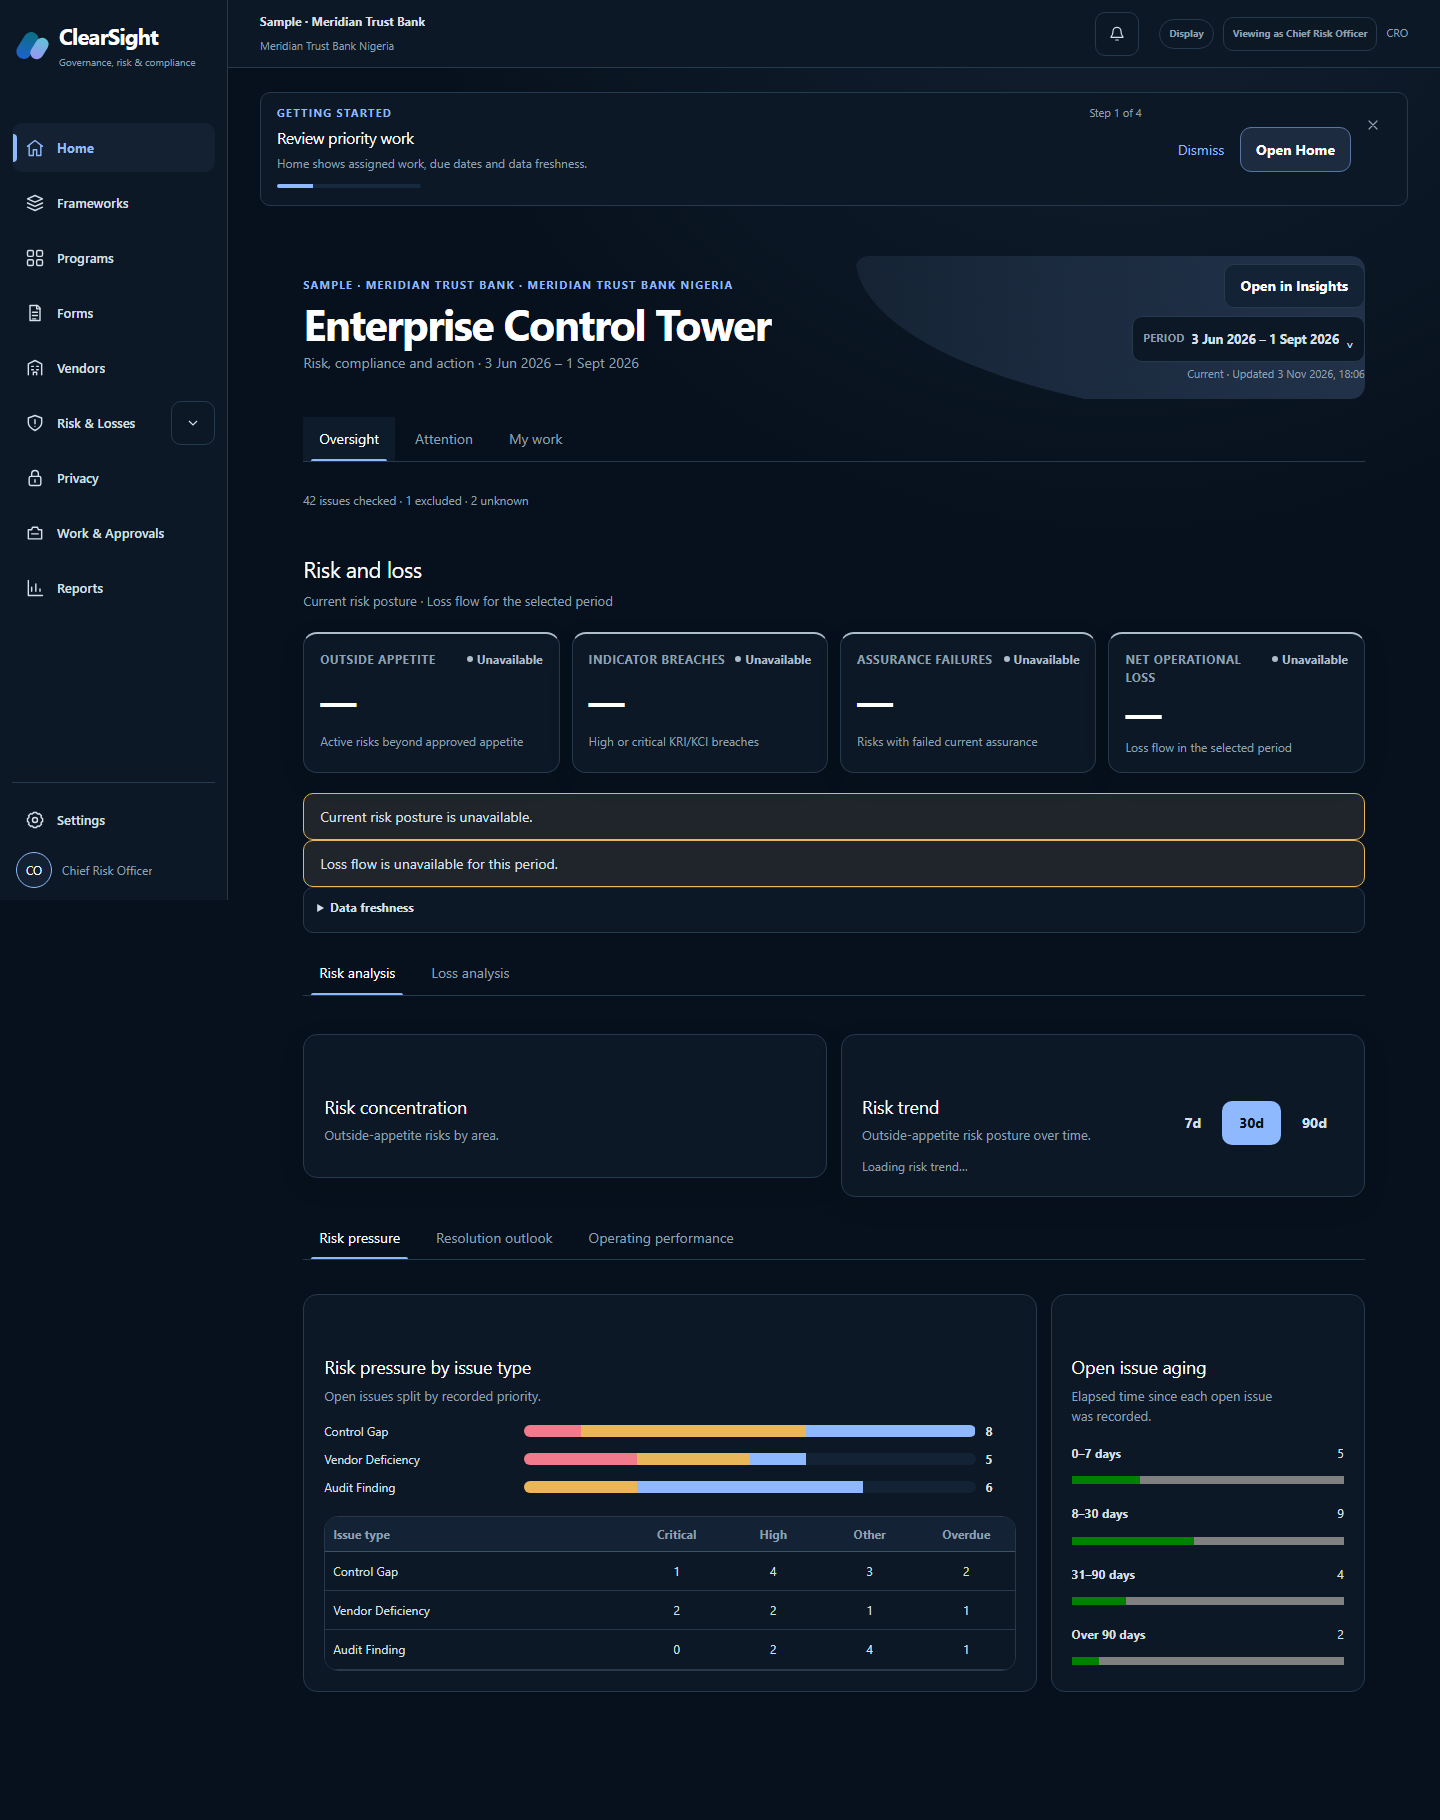 ClearSight
Governance, risk & compliance
Home
Frameworks
Programs
Forms
Vendors
Risk & Losses
Privacy
Work & Approvals
Reports
Settings
CO
Chief Risk Officer
Sample · Meridian Trust Bank
Meridian Trust Bank Nigeria
Display
Viewing as Chief Risk Officer
CRO
GETTING STARTED
Step 1 of 4
Review priority work
Home shows assigned work, due dates and data freshness.
Dismiss
Open Home
SAMPLE · MERIDIAN TRUST BANK · MERIDIAN TRUST BANK NIGERIA
Enterprise Control Tower
Risk, compliance and action · 3 Jun 2026 – 1 Sept 2026
Open in Insights
PERIOD 3 Jun 2026 – 1 Sept 2026
Current · Updated 3 Nov 2026, 18:06
Oversight Attention My work
42 issues checked · 1 excluded · 2 unknown
Risk and loss
Current risk posture · Loss flow for the selected period
OUTSIDE APPETITE
Unavailable
—
Active risks beyond approved appetite
INDICATOR BREACHES
Unavailable
—
High or critical KRI/KCI breaches
ASSURANCE FAILURES
Unavailable
—
Risks with failed current assurance
NET OPERATIONAL
LOSS
Unavailable
—
Loss flow in the selected period
Current risk posture is unavailable.
Loss flow is unavailable for this period.
Data freshness
Risk analysis Loss analysis
Risk concentration
Outside-appetite risks by area.
Risk trend
Outside-appetite risk posture over time.
Loading risk trend...
7d 30d 90d
Risk pressure Resolution outlook Operating performance
Risk pressure by issue type
Open issues split by recorded priority.
Control Gap 8
Vendor Deficiency 5
Audit Finding 6
Issue type Critical High Other Overdue
Control Gap 1 4 3 2
Vendor Deficiency 2 2 1 1
Audit Finding 0 2 4 1
Open issue aging
Elapsed time since each open issue
was recorded.
0–7 days 5
8–30 days 9
31–90 days 4
Over 90 days 2